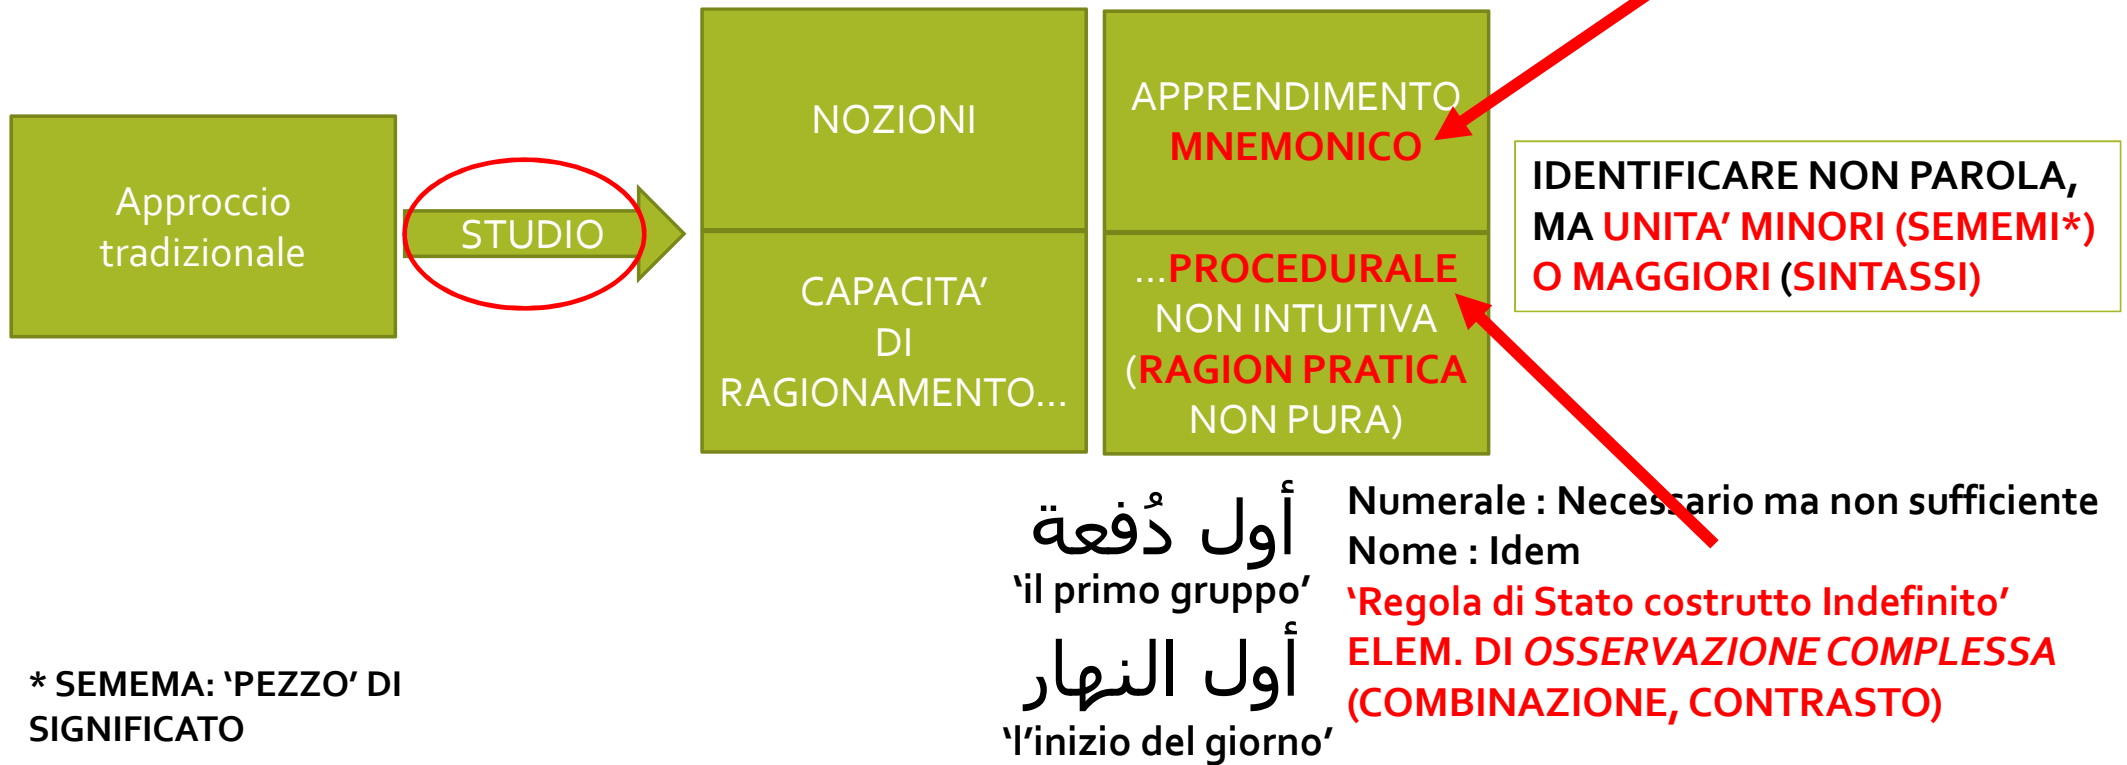 Approccio
tradizionale
STUDIO
NOZIONI
CAPACITA’
DI
RAGIONAMENTO…
APPRENDIMENTO
MNEMONICO
…PROCEDURALE
NON INTUITIVA
(RAGION PRATICA
NON PURA)
IDENTIFICARE NON PAROLA,
MA UNITA’ MINORI (SEMEMI*)
O MAGGIORI (SINTASSI)
أول دُفعة
‘il primo gruppo’
أول النهار
‘l’inizio del giorno’
Numerale : Necessario ma non sufficiente
Nome : Idem
‘Regola di Stato costrutto Indefinito’
ELEM. DI OSSERVAZIONE COMPLESSA
(COMBINAZIONE, CONTRASTO)
* SEMEMA: ‘PEZZO’ DI
SIGNIFICATO